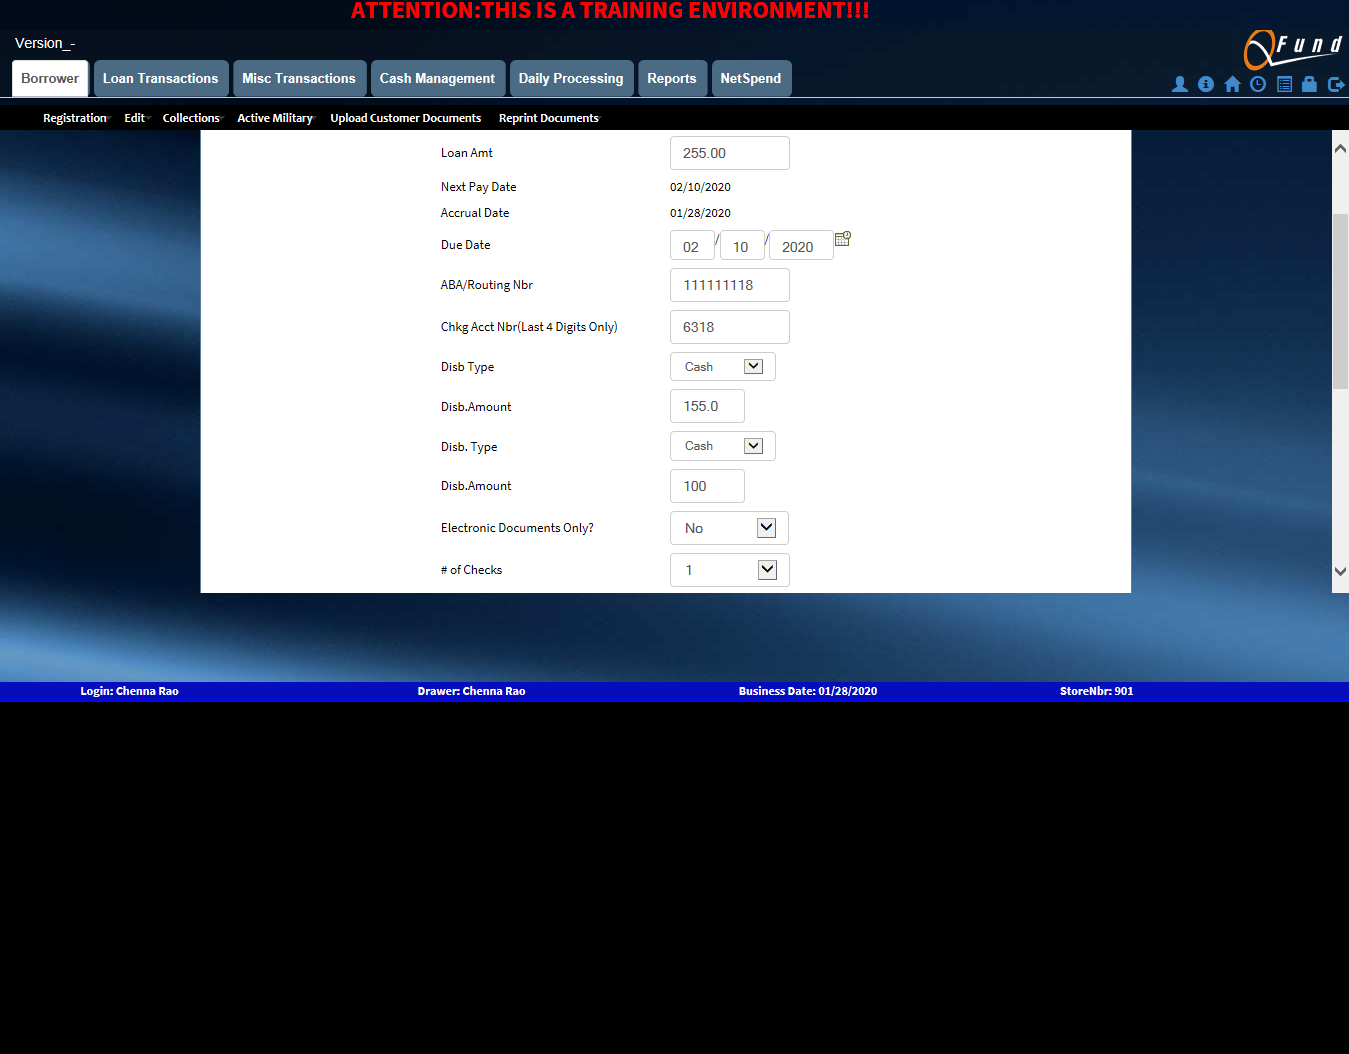 ATTENTION:THIS IS A TRAINING ENVIRONMENT!!!
Version_-
Fund
Borrower Loan Transactions Misc Transactions Cash Management Daily Processing Reports NetSpend
Registration Edit Collections Active Military Upload Customer Documents Reprint Documents
Loan Amt 255.00
Next Pay Date 02/10/2020
Accrual Date 01/28/2020
Due Date 02 / 10 / 2020
ABA/Routing Nbr 111111118
Chkg Acct Nbr(Last 4 Digits Only) 6318
Disb Type Cash
Disb.Amount 155.0
Disb. Type Cash
Disb.Amount 100
Electronic Documents Only? No
# of Checks 1
Login: Chenna Rao Drawer: Chenna Rao Business Date: 01/28/2020 StoreNbr: 901